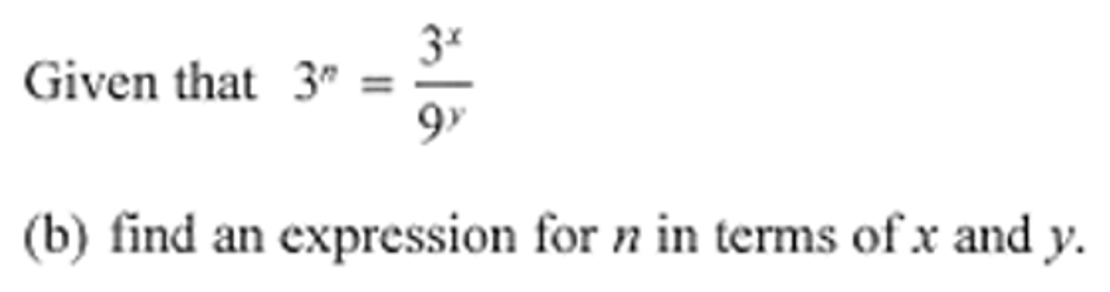 Given that 3ⁿ = 3ˣ / 9ʸ
(b) find an expression for n in terms of x and y.